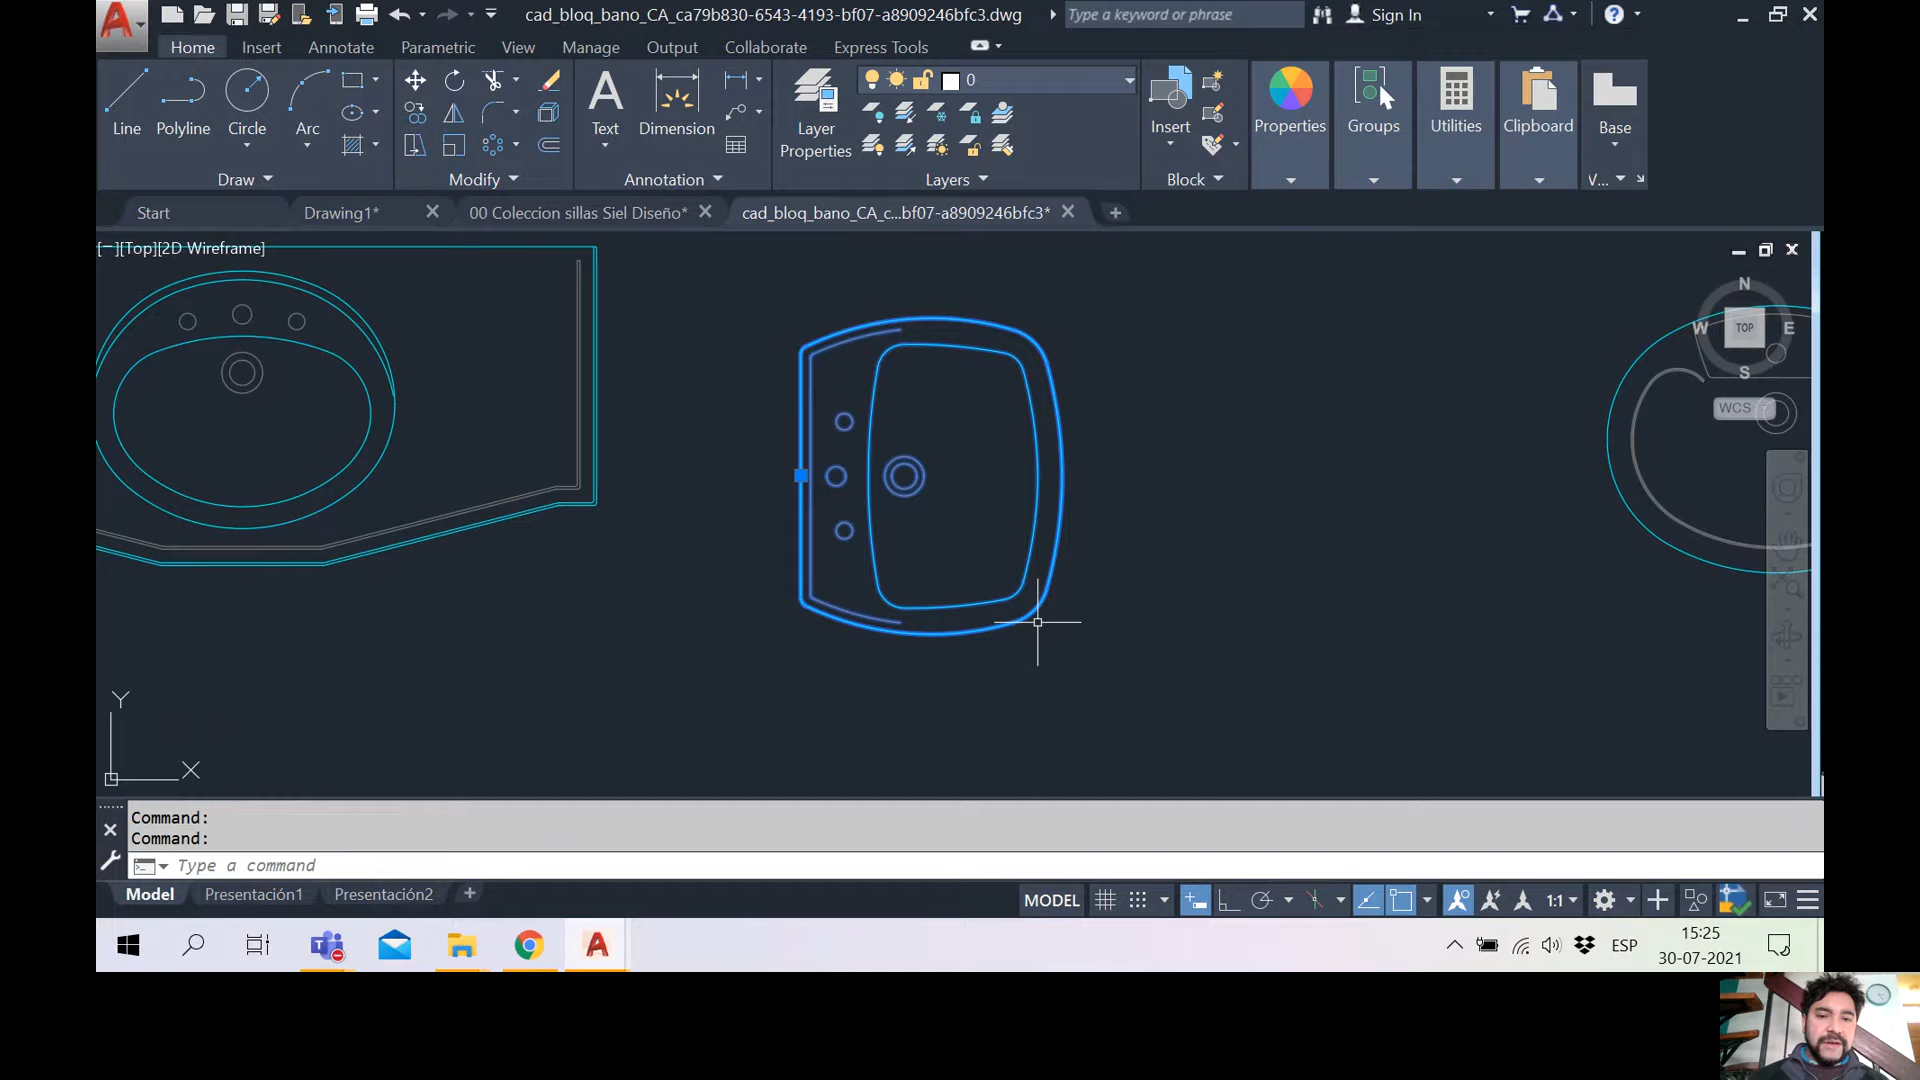 cad_bloq_bano_CA_ca79b830-6543-4193-bf07-a8909246bfc3.dwg Type a keyword or phrase Sign In
Home Insert Annotate Parametric View Manage Output Collaborate Express Tools
0
Line Polyline Circle Arc Text Dimension Layer Properties Insert Properties Groups Utilities Clipboard Base
Draw Modify Annotation Layers Block V...
Start Drawing1* 00 Coleccion sillas Siel Diseño* cad_bloq_bano_CA_c...bf07-a8909246bfc3*
[−][Top][2D Wireframe]
N
W TOP E
S
WCS
Y
X
Command:
Command:
Type a command
Model Presentación1 Presentación2 MODEL 1:1
ESP 15:25
30-07-2021